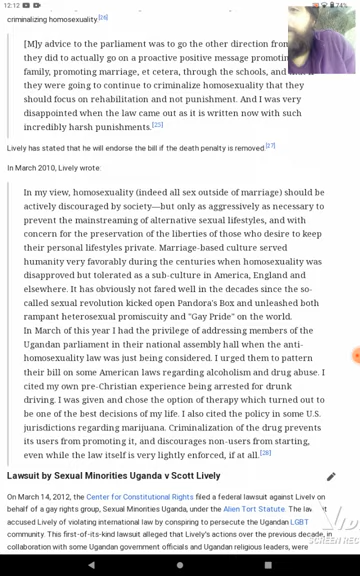 12:12
74%
criminalizing homosexuality.[26]
[M]y advice to the parliament was to go the other direction from
they did to actually go on a proactive positive message promoting
family, promoting marriage, et cetera, through the schools, and
they were going to continue to criminalize homosexuality that they
should focus on rehabilitation and not punishment. And I was very
disappointed when the law came out as it is written now with such
incredibly harsh punishments.[25]
Lively has stated that he will endorse the bill if the death penalty is removed.[27]
In March 2010, Lively wrote:
In my view, homosexuality (indeed all sex outside of marriage) should be
actively discouraged by society—but only as aggressively as necessary to
prevent the mainstreaming of alternative sexual lifestyles, and with
concern for the preservation of the liberties of those who desire to keep
their personal lifestyles private. Marriage-based culture served
humanity very favorably during the centuries when homosexuality was
disapproved but tolerated as a sub-culture in America, England and
elsewhere. It has obviously not fared well in the decades since the so-
called sexual revolution kicked open Pandora's Box and unleashed both
rampant heterosexual promiscuity and "Gay Pride" on the world.
In March of this year I had the privilege of addressing members of the
Ugandan parliament in their national assembly hall when the anti-
homosexuality law was just being considered. I urged them to pattern
their bill on some American laws regarding alcoholism and drug abuse. I
cited my own pre-Christian experience being arrested for drunk
driving. I was given and chose the option of therapy which turned out to
be one of the best decisions of my life. I also cited the policy in some U.S.
jurisdictions regarding marijuana. Criminalization of the drug prevents
its users from promoting it, and discourages non-users from starting,
even while the law itself is very lightly enforced, if at all.[28]
Lawsuit by Sexual Minorities Uganda v Scott Lively
On March 14, 2012, the Center for Constitutional Rights filed a federal lawsuit against Lively on
behalf of a gay rights group, Sexual Minorities Uganda, under the Alien Tort Statute. The
accused Lively of violating international law by conspiring to persecute the Ugandan LGBT
community. This first-of-its-kind lawsuit alleged that Lively's actions over the previous decade, in
collaboration with some Ugandan government officials and Ugandan religious leaders, were
SCREEN REC